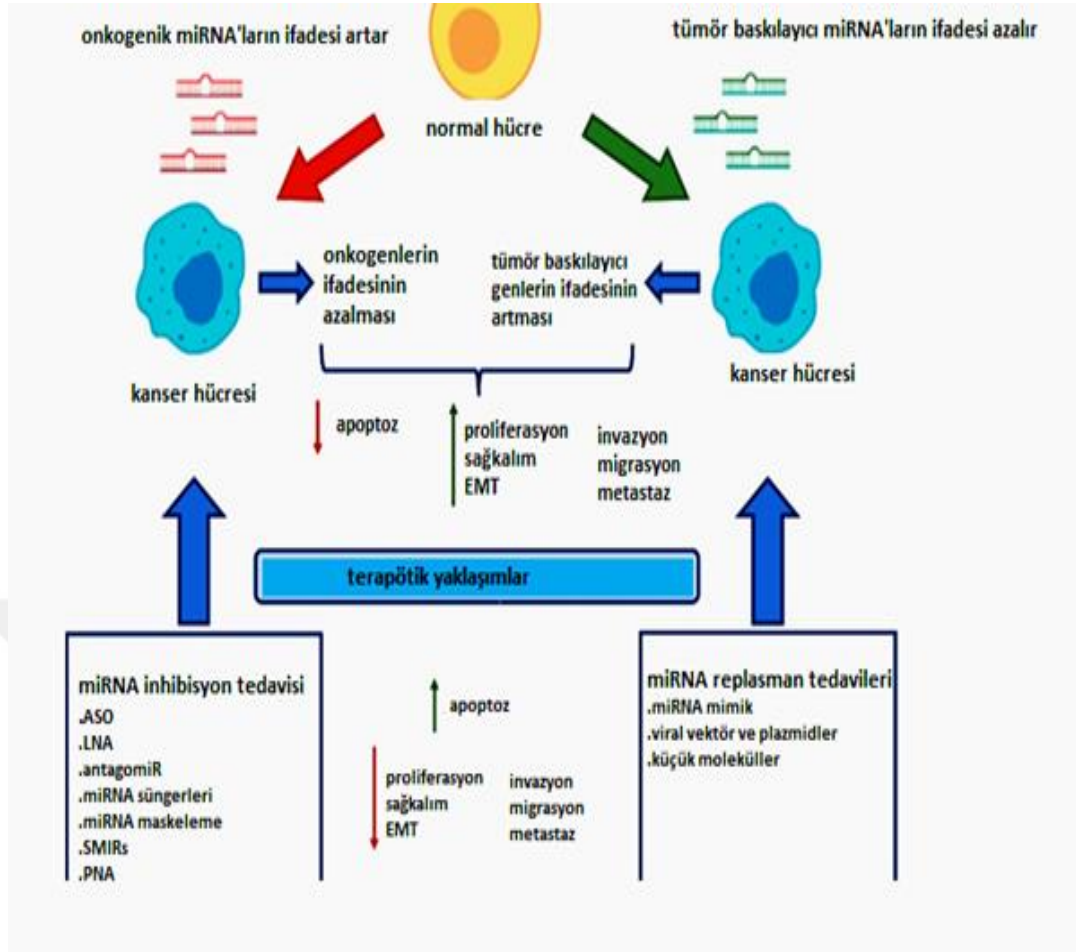 onkogenik miRNA'ların ifadesi artar
tümör baskılayıcı miRNA'ların ifadesi azalır
normal hücre
onkogenlerin
ifadesinin
azalması
tümör baskılayıcı
genlerin ifadesinin
artması
kanser hücresi
kanser hücresi
apoptoz
proliferasyon
sağkalım
EMT
invazyon
migrasyon
metastaz
terapötik yaklaşımlar
miRNA inhibisyon tedavisi
.ASO
.LNA
.antagomiR
.miRNA süngerleri
.miRNA maskeleme
.SMIRs
.PNA
apoptoz
proliferasyon
sağkalım
EMT
invazyon
migrasyon
metastaz
miRNA replasman tedavileri
.miRNA mimik
.viral vektör ve plazmidler
.küçük moleküller